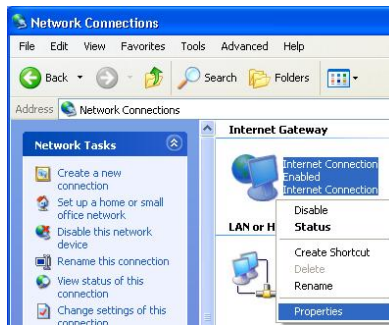 Network Connections
File Edit View Favorites Tools Advanced Help
Back Search Folders
Address Network Connections
Network Tasks
Create a new
connection
Set up a home or small
office network
Disable this network
device
Rename this connection
View status of this
connection
Change settings of this
connection
Internet Gateway
Internet Connection
Enabled
Internet Connection
LAN or H
Disable
Status
Create Shortcut
Delete
Rename
Properties